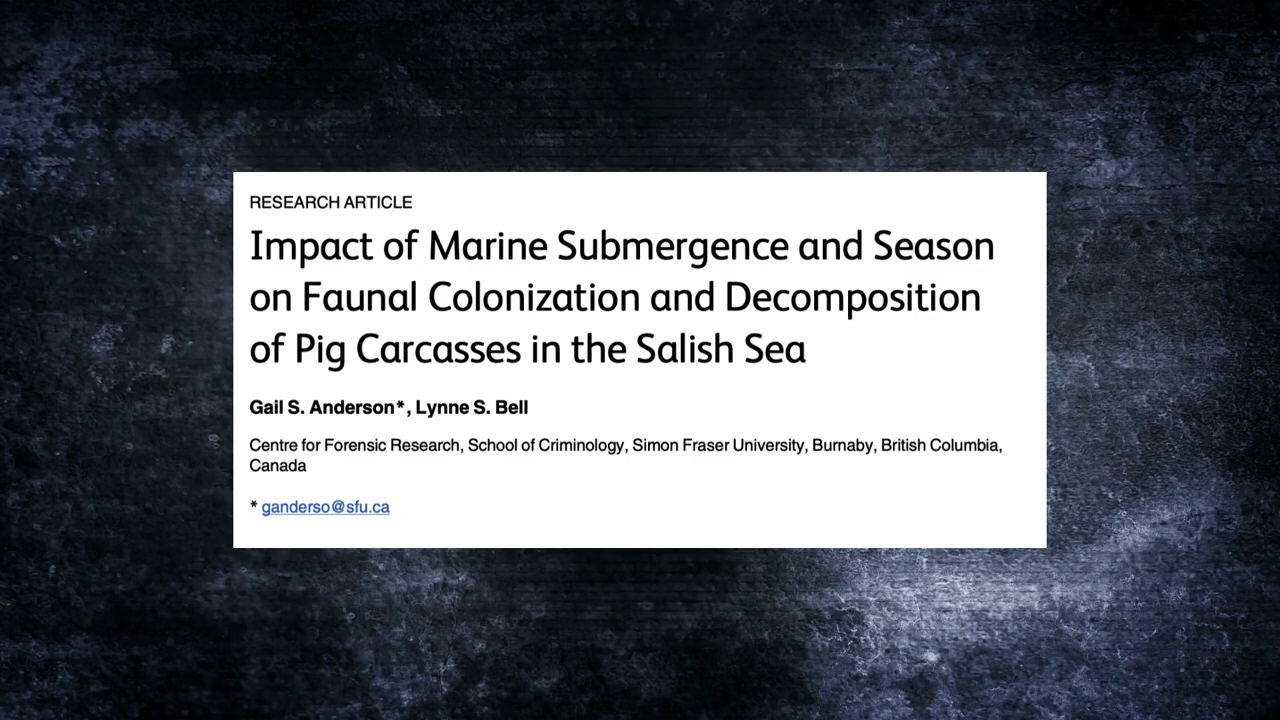 RESEARCH ARTICLE
Impact of Marine Submergence and Season
on Faunal Colonization and Decomposition
of Pig Carcasses in the Salish Sea
Gail S. Anderson*, Lynne S. Bell
Centre for Forensic Research, School of Criminology, Simon Fraser University, Burnaby, British Columbia,
Canada
* ganderso@sfu.ca